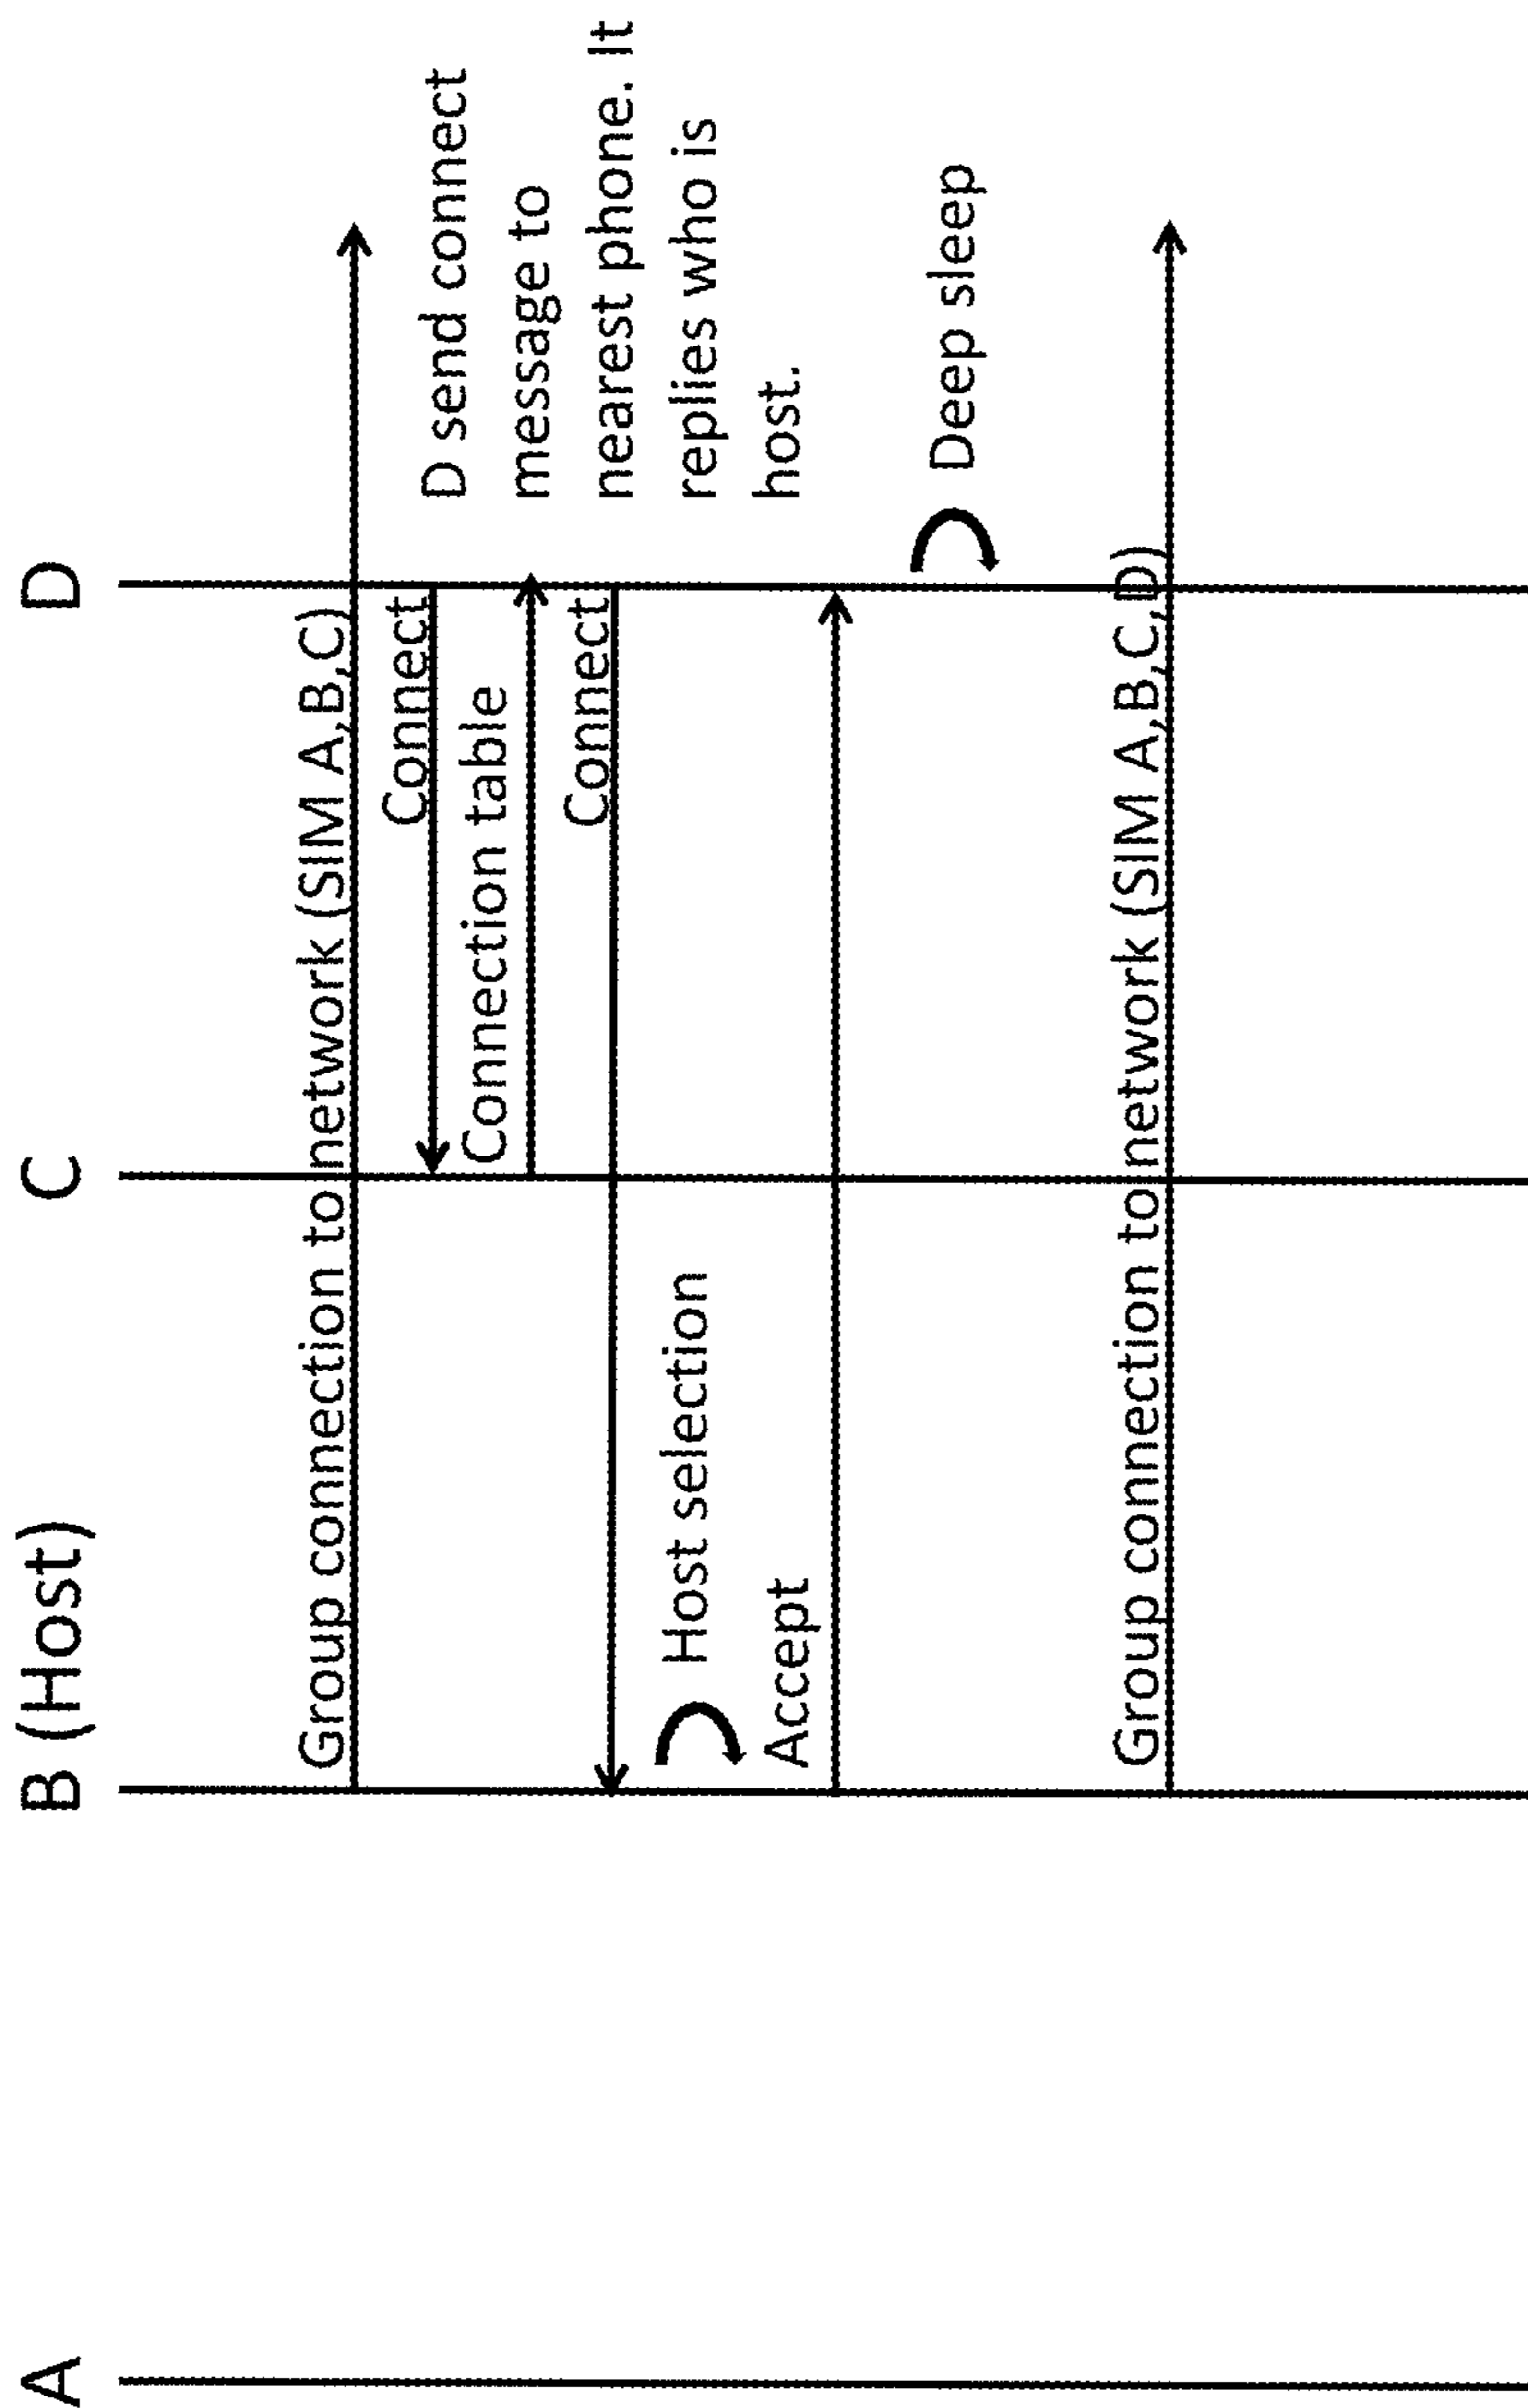 A
B (Host)
C
D
Group connection to network (SIM A,B,C)
Connect
D send connect
message to
nearest phone. It
replies who is
host.
Connection table
Connect
Host selection
Accept
Deep sleep
Group connection to network (SIM A,B,C,D)